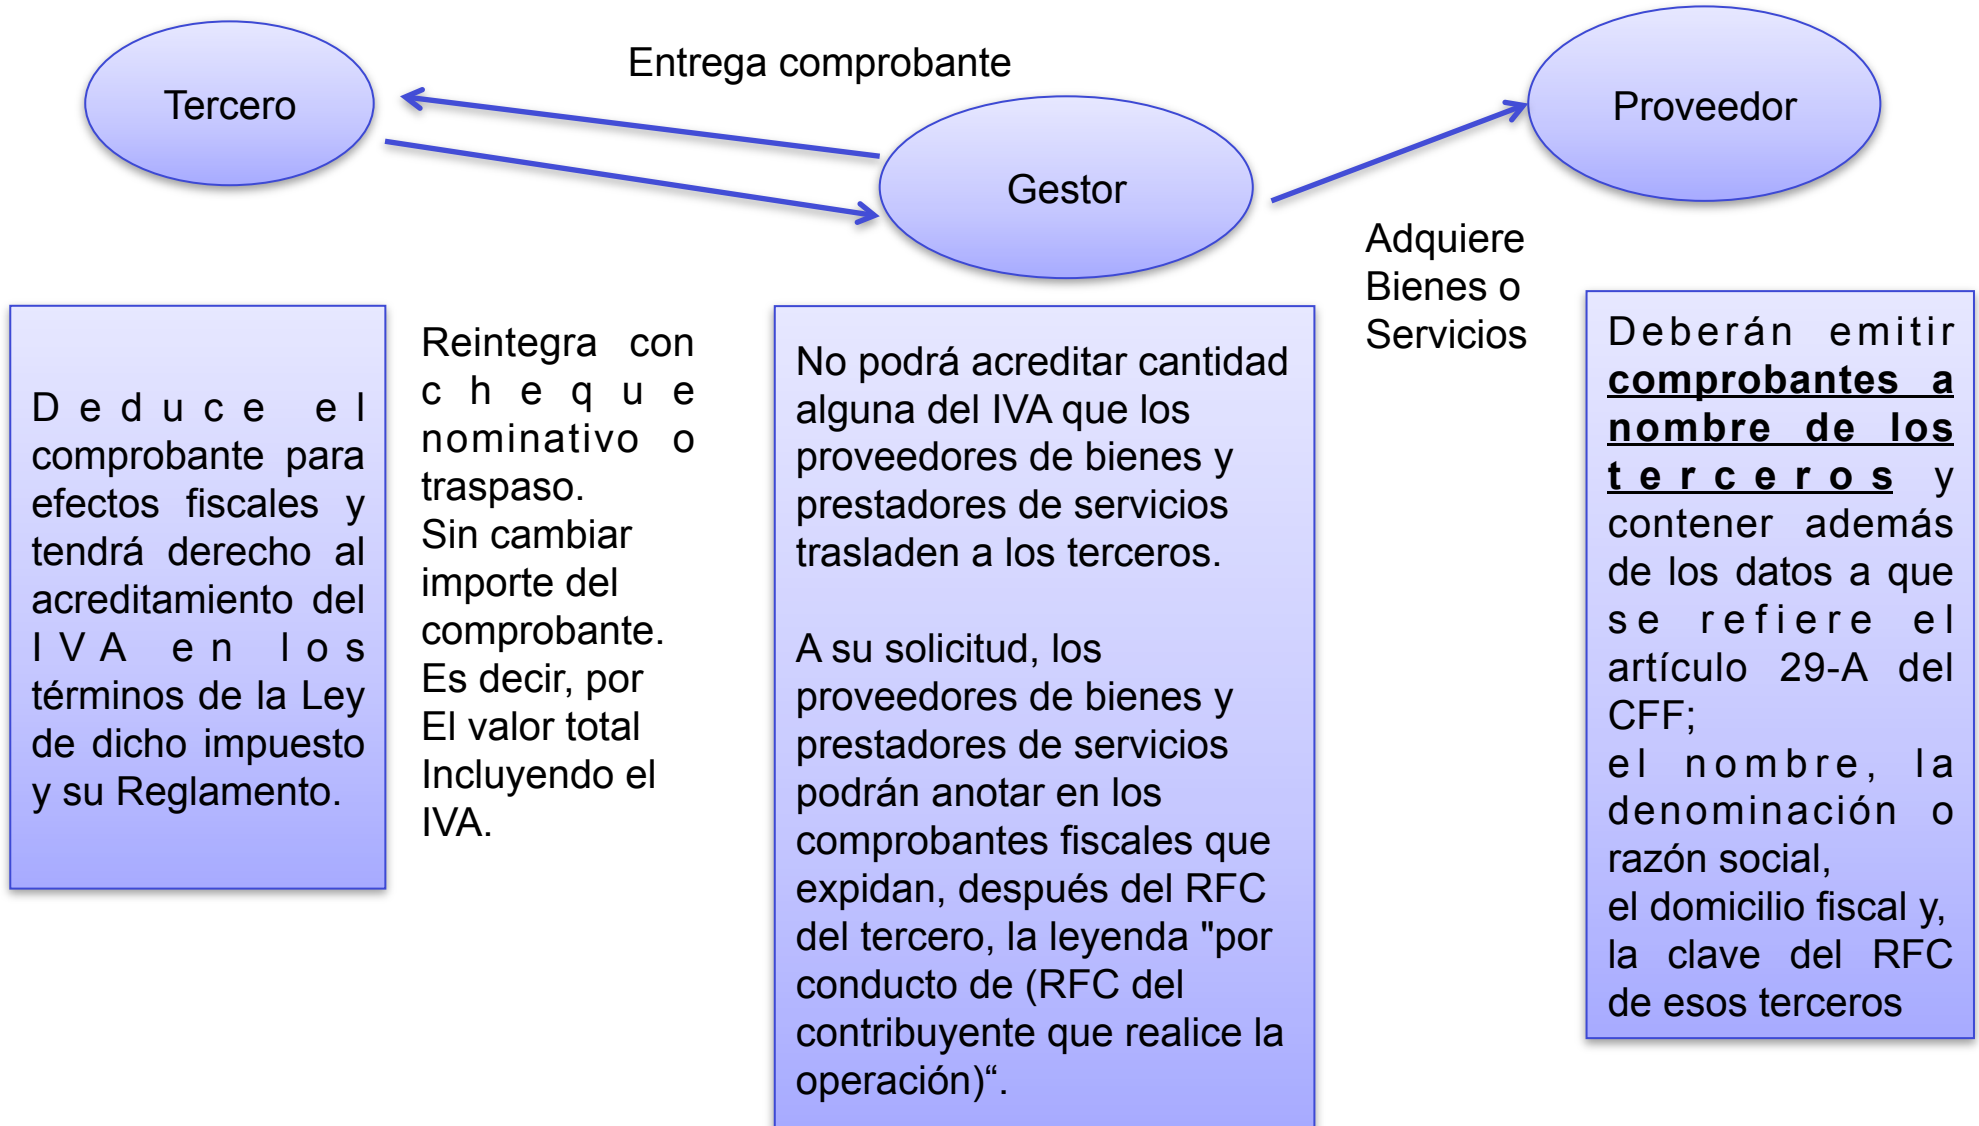 Entrega comprobante
Tercero
Gestor
Proveedor
Adquiere
Bienes o
Servicios
Deduce el
comprobante para
efectos fiscales y
tendrá derecho al
acreditamiento del
IVA en los
términos de la Ley
de dicho impuesto
y su Reglamento.
Reintegra con
cheque
nominativo o
traspaso.
Sin cambiar
importe del
comprobante.
Es decir, por
El valor total
Incluyendo el
IVA.
No podrá acreditar cantidad
alguna del IVA que los
proveedores de bienes y
prestadores de servicios
trasladen a los terceros.
A su solicitud, los
proveedores de bienes y
prestadores de servicios
podrán anotar en los
comprobantes fiscales que
expidan, después del RFC
del tercero, la leyenda "por
conducto de (RFC del
contribuyente que realice la
operación)“.
Deberán emitir
comprobantes a
nombre de los
terceros y
contener además
de los datos a que
se refiere el
artículo 29-A del
CFF;
el nombre, la
denominación o
razón social,
el domicilio fiscal y,
la clave del RFC
de esos terceros